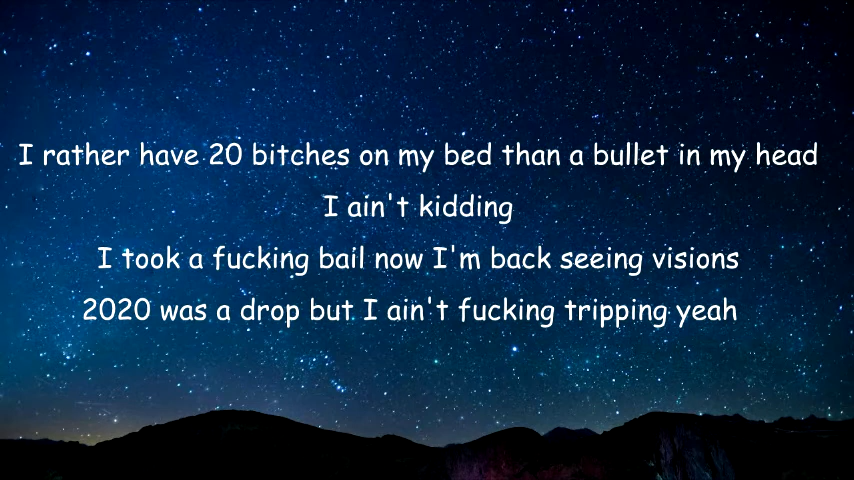 I rather have 20 bitches on my bed than a bullet in my head
I ain't kidding
I took a fucking bail now I'm back seeing visions
2020 was a drop but I ain't fucking tripping yeah